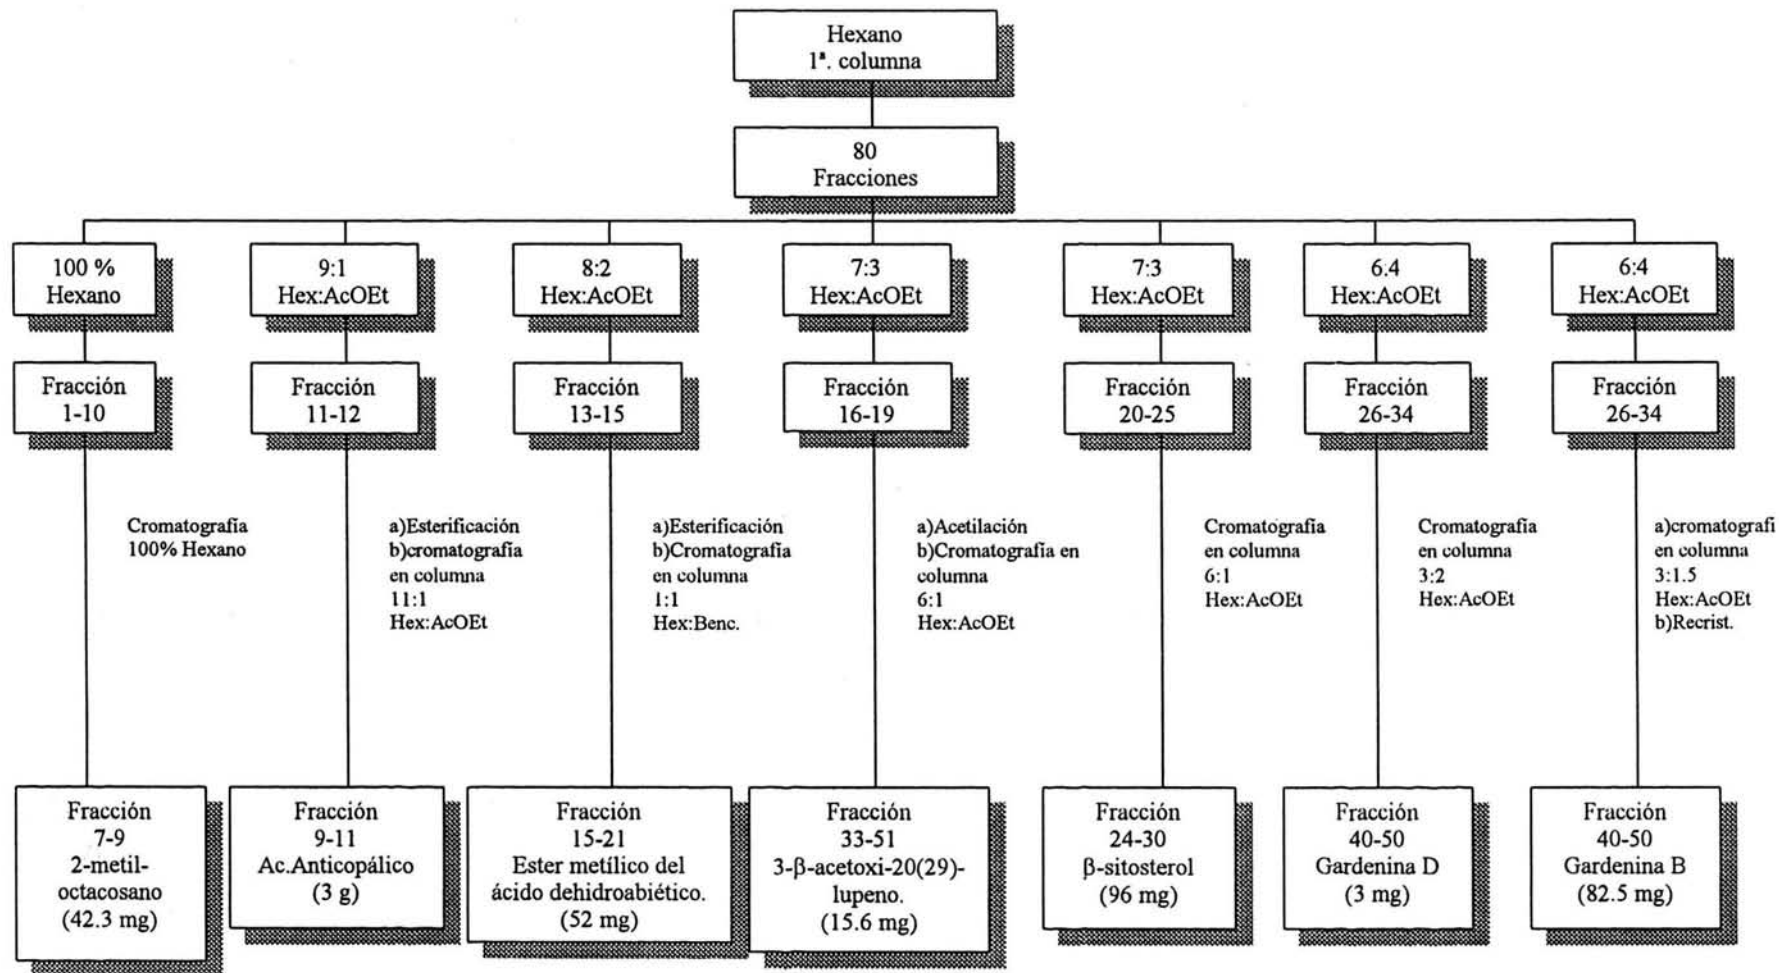 Hexano
1ª. columna
80
Fracciones
100 %
Hexano
9:1
Hex:AcOEt
8:2
Hex:AcOEt
7:3
Hex:AcOEt
7:3
Hex:AcOEt
6:4
Hex:AcOEt
6:4
Hex:AcOEt
Fracción
1-10
Fracción
11-12
Fracción
13-15
Fracción
16-19
Fracción
20-25
Fracción
26-34
Fracción
26-34
Cromatografía
100% Hexano
a)Esterificación
b)cromatografía
en columna
11:1
Hex:AcOEt
a)Esterificación
b)Cromatografía
en columna
1:1
Hex:Benc.
a)Acetilación
b)Cromatografía en
columna
6:1
Hex:AcOEt
Cromatografía
en columna
6:1
Hex:AcOEt
Cromatografía
en columna
3:2
Hex:AcOEt
a)cromatografí
en columna
3:1.5
Hex:AcOEt
b)Recrist.
Fracción
7-9
2-metil-
octacosano
(42.3 mg)
Fracción
9-11
Ac.Anticopálico
(3 g)
Fracción
15-21
Ester metílico del
ácido dehidroabiético.
(52 mg)
Fracción
33-51
3-β-acetoxi-20(29)-
lupeno.
(15.6 mg)
Fracción
24-30
β-sitosterol
(96 mg)
Fracción
40-50
Gardenina D
(3 mg)
Fracción
40-50
Gardenina B
(82.5 mg)